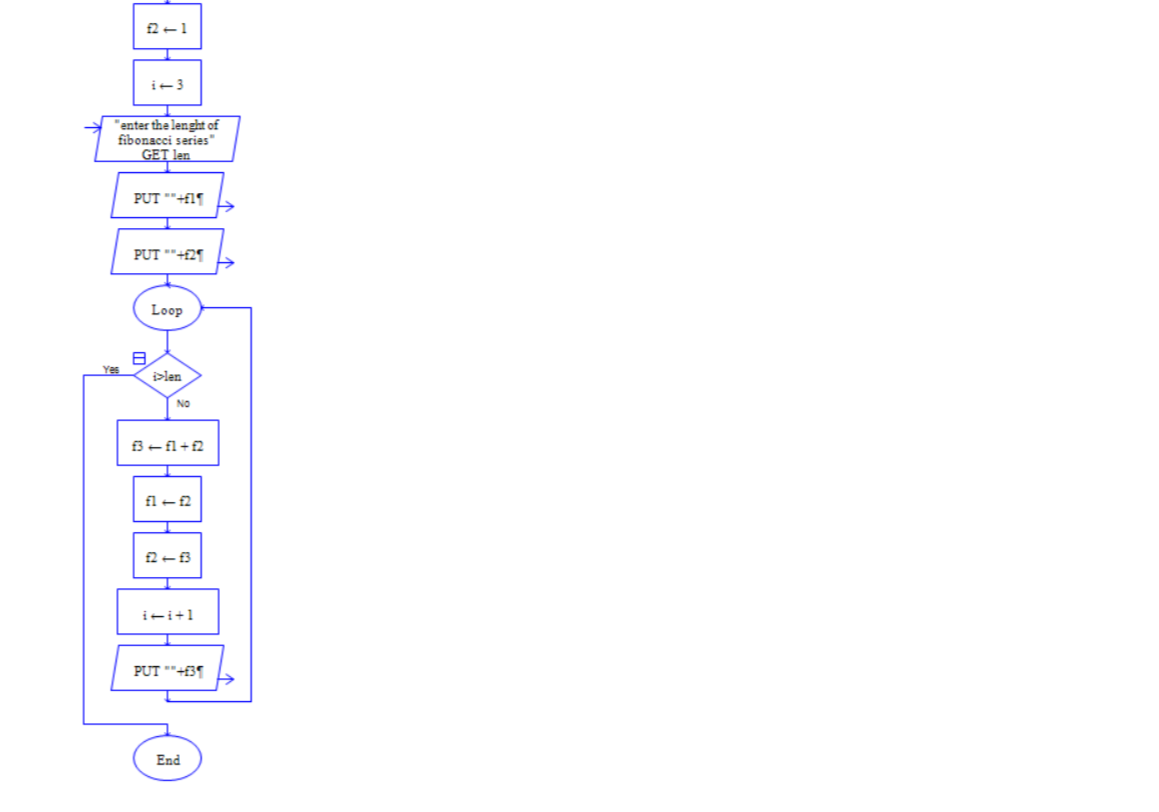 f2 ← 1
i ← 3
"enter the lenght of
fibonacci series"
GET len
PUT ""+f1¶
PUT ""+f2¶
Loop
Yes
i>len
No
f3 ← f1 + f2
f1 ← f2
f2 ← f3
i ← i + 1
PUT ""+f3¶
End